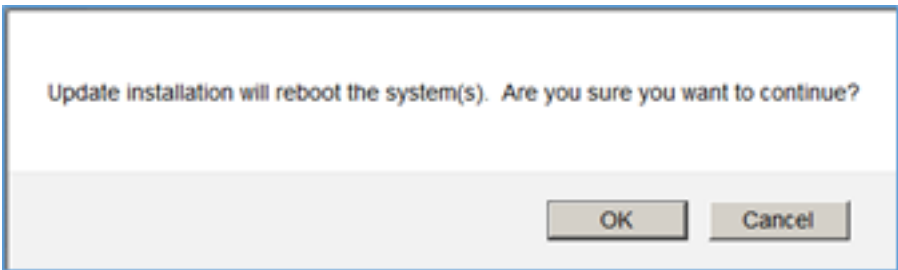 Update installation will reboot the system(s).  Are you sure you want to continue?
OK
Cancel